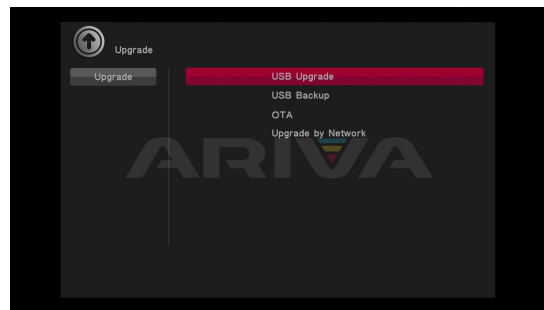 Upgrade
Upgrade
USB Upgrade
USB Backup
OTA
Upgrade by Network
ARIVA